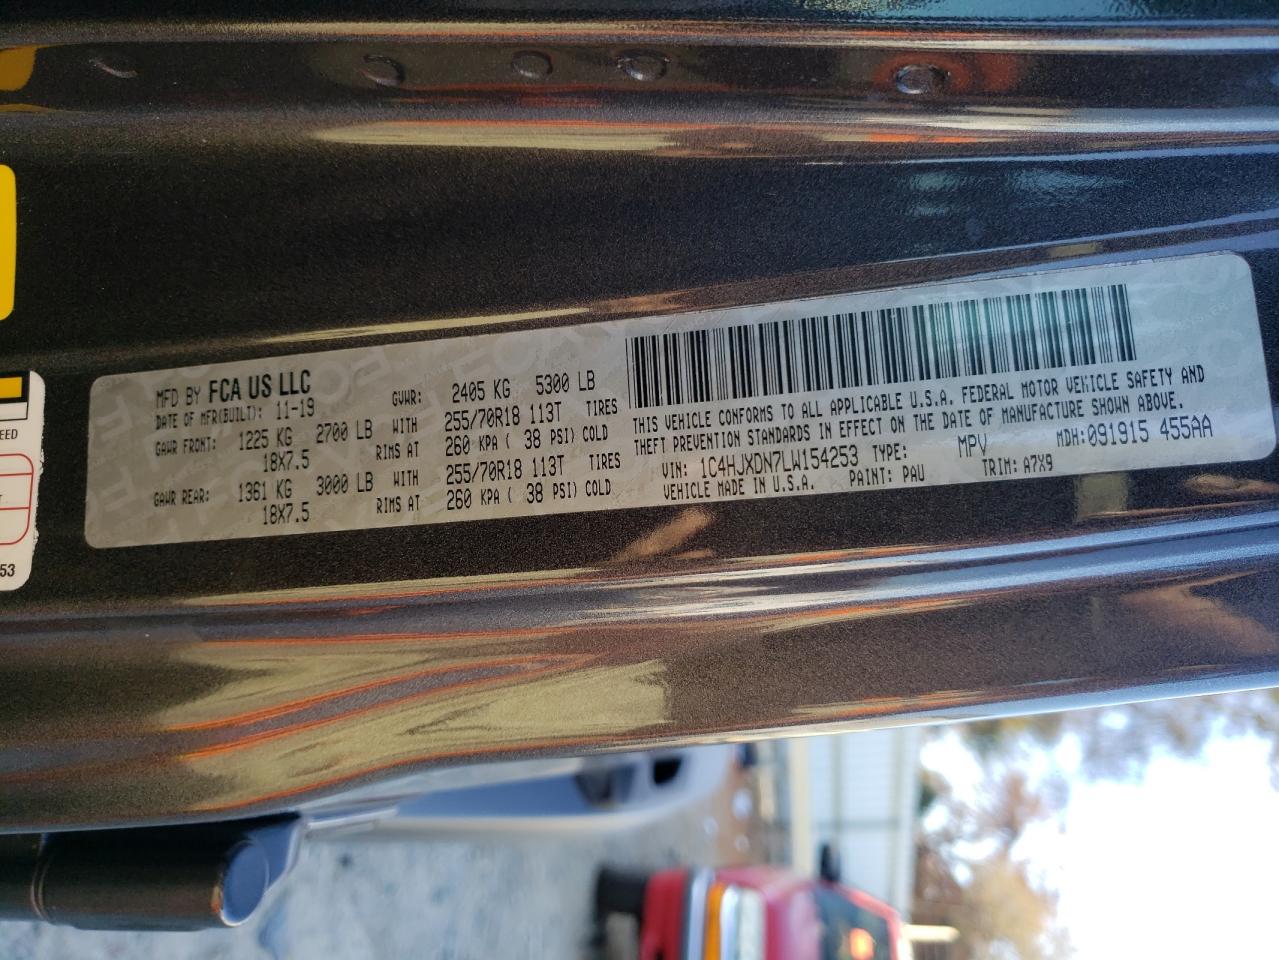 MFD BY FCA US LLC
DATE OF MFR(BUILT): 11-19 GVWR: 2405 KG 5300 LB
GAWR FRONT: 1225 KG 2700 LB WITH 255/70R18 113T TIRES
18X7.5 RIMS AT 260 KPA ( 38 PSI) COLD
GAWR REAR: 1361 KG 3000 LB WITH 255/70R18 113T TIRES
18X7.5 RIMS AT 260 KPA ( 38 PSI) COLD
THIS VEHICLE CONFORMS TO ALL APPLICABLE U.S.A. FEDERAL MOTOR VEHICLE SAFETY AND
THEFT PREVENTION STANDARDS IN EFFECT ON THE DATE OF MANUFACTURE SHOWN ABOVE.
VIN: 1C4HJXDN7LW154253 TYPE: MPV MDH:091915 455AA
VEHICLE MADE IN U.S.A. PAINT: PAU TRIM: A7X9
EED
T
53